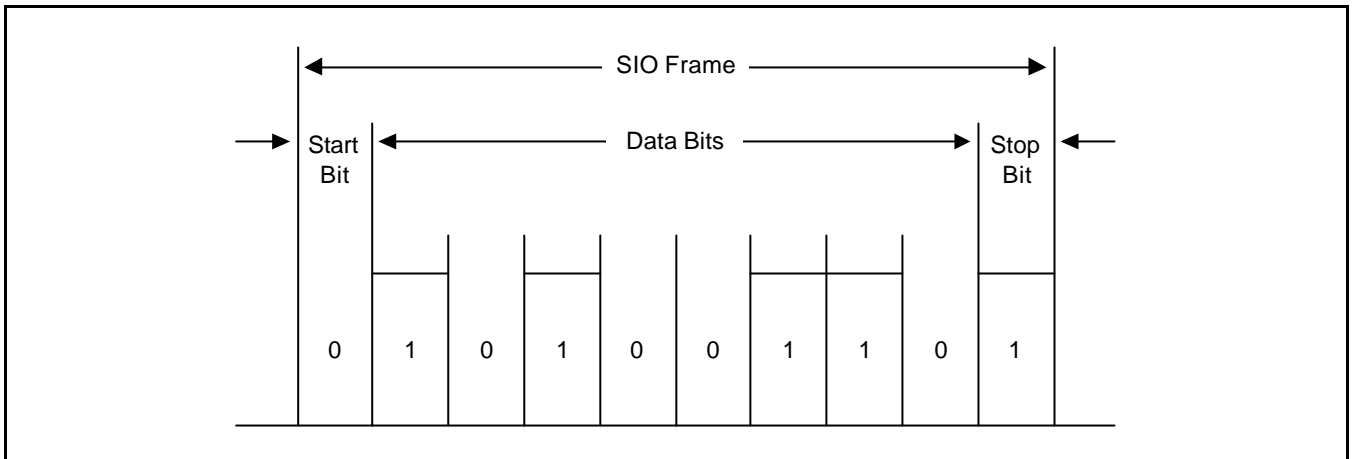 SIO Frame
Start
Bit
Data Bits
Stop
Bit
0 1 0 1 0 0 1 1 0 1